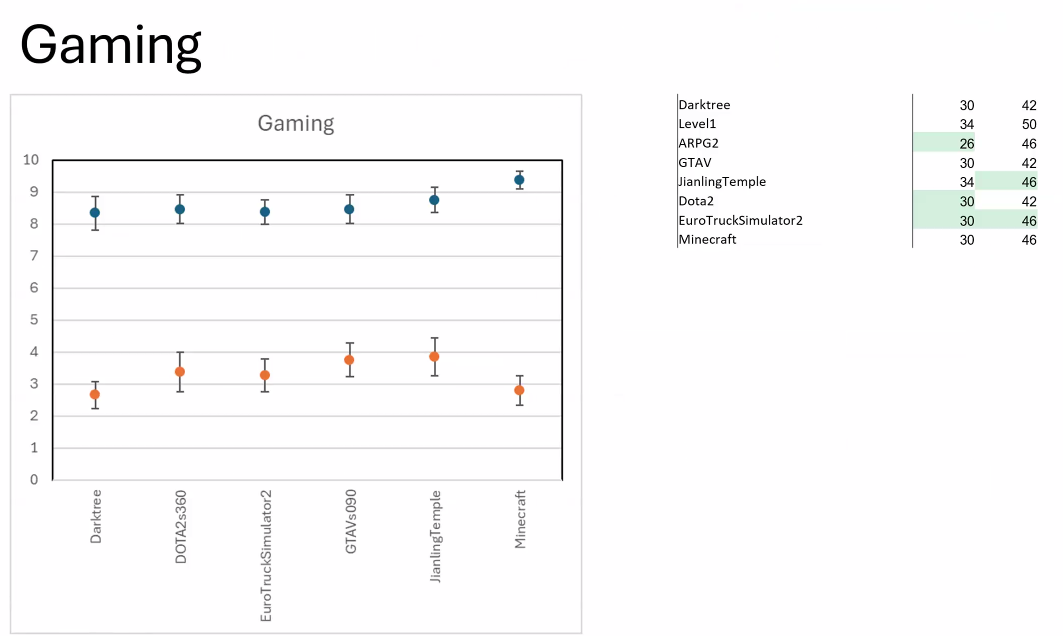 Gaming
Gaming
10
9
8
7
6
5
4
3
2
1
0
Darktree
DOTA2s360
EuroTruckSimulator2
GTAVs090
JianlingTemple
Minecraft
Darktree 30 42
Level1 34 50
ARPG2 26 46
GTAV 30 42
JianlingTemple 34 46
Dota2 30 42
EuroTruckSimulator2 30 46
Minecraft 30 46